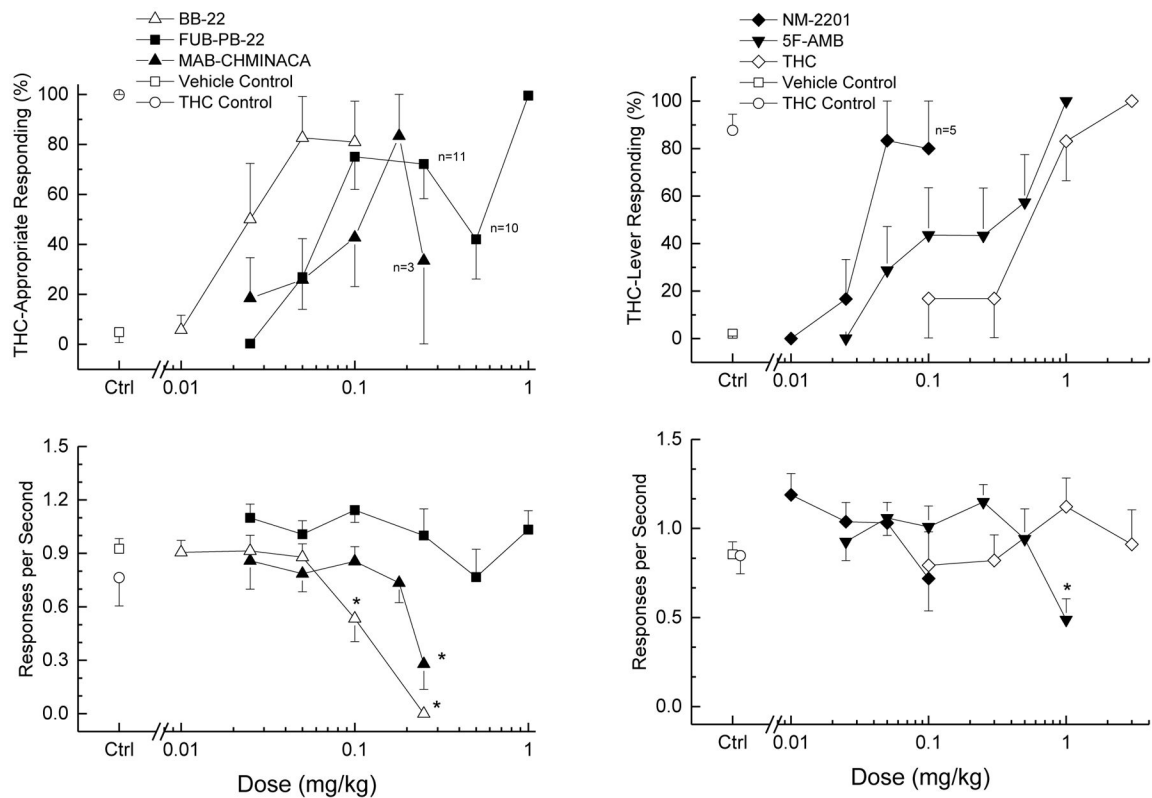 BB-22
FUB-PB-22
MAB-CHMINACA
Vehicle Control
THC Control
THC-Appropriate Responding (%)
100
80
60
40
20
0
n=11
n=10
n=3
Ctrl
0.01
0.1
1
NM-2201
5F-AMB
THC
Vehicle Control
THC Control
THC-Lever Responding (%)
100
80
60
40
20
0
n=5
Ctrl
0.01
0.1
1
Responses per Second
1.5
1.2
0.9
0.6
0.3
0.0
*
*
*
Ctrl
0.01
0.1
1
Dose (mg/kg)
Responses per Second
1.5
1.0
0.5
0.0
*
Ctrl
0.01
0.1
1
Dose (mg/kg)